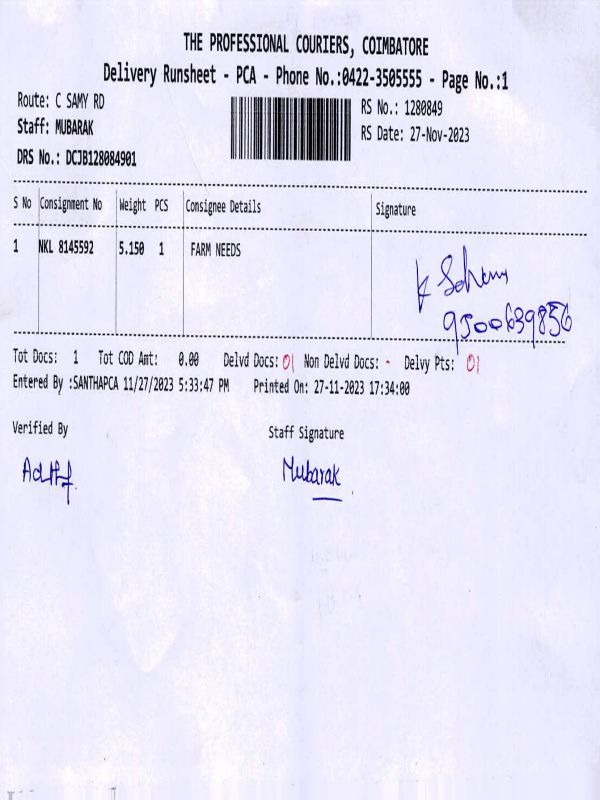 THE PROFESSIONAL COURIERS, COIMBATORE
Delivery Runsheet - PCA - Phone No.:0422-3505555 - Page No.:1
Route: C SAMY RD
RS No.: 1280849
Staff: MUBARAK
RS Date: 27-Nov-2023
DRS No.: DCJB128084901
S No Consignment No Weight PCS Consignee Details Signature
1 NKL 8145592 5.150 1 FARM NEEDS
K
9500639856
Tot Docs: 1 Tot COD Amt: 0.00 Delvd Docs: 01 Non Delvd Docs: - Delvy Pts: 01
Entered By :SANTHAPCA 11/27/2023 5:33:47 PM Printed On: 27-11-2023 17:34:00
Verified By
Staff Signature
Mubarak